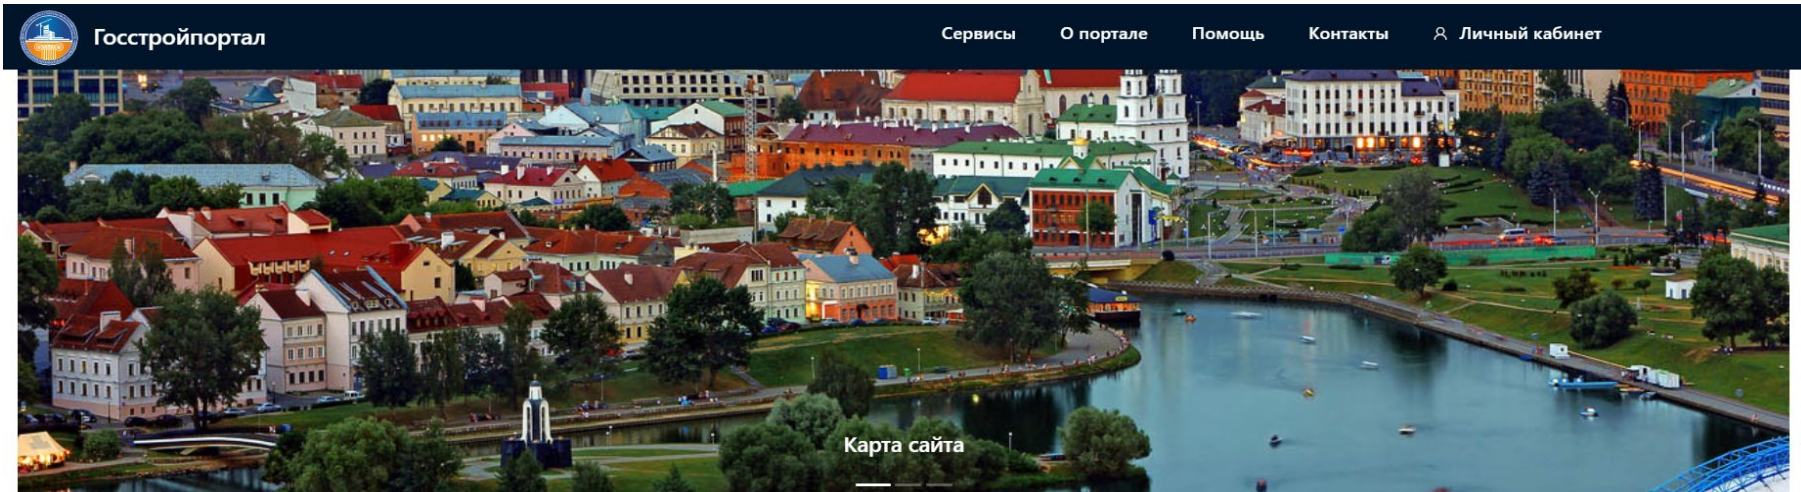 Госстройпортал
Сервисы
О портале
Помощь
Контакты
Личный кабинет
Карта сайта